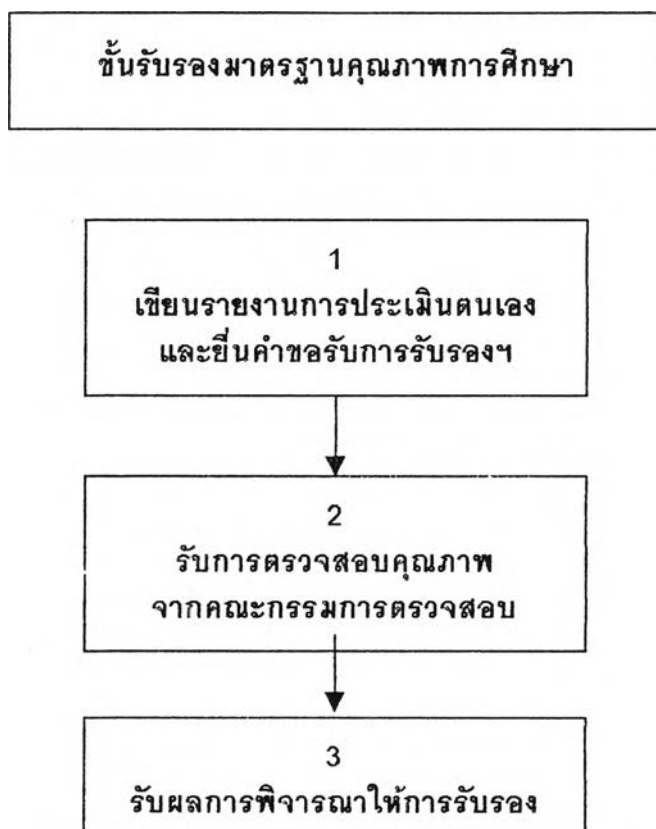 ขั้นรับรองมาตรฐานคุณภาพการศึกษา
1
เขียนรายงานการประเมินตนเอง
และยื่นคำขอรับการรับรองฯ
2
รับการตรวจสอบคุณภาพ
จากคณะกรรมการตรวจสอบ
3
รับผลการพิจารณาให้การรับรอง